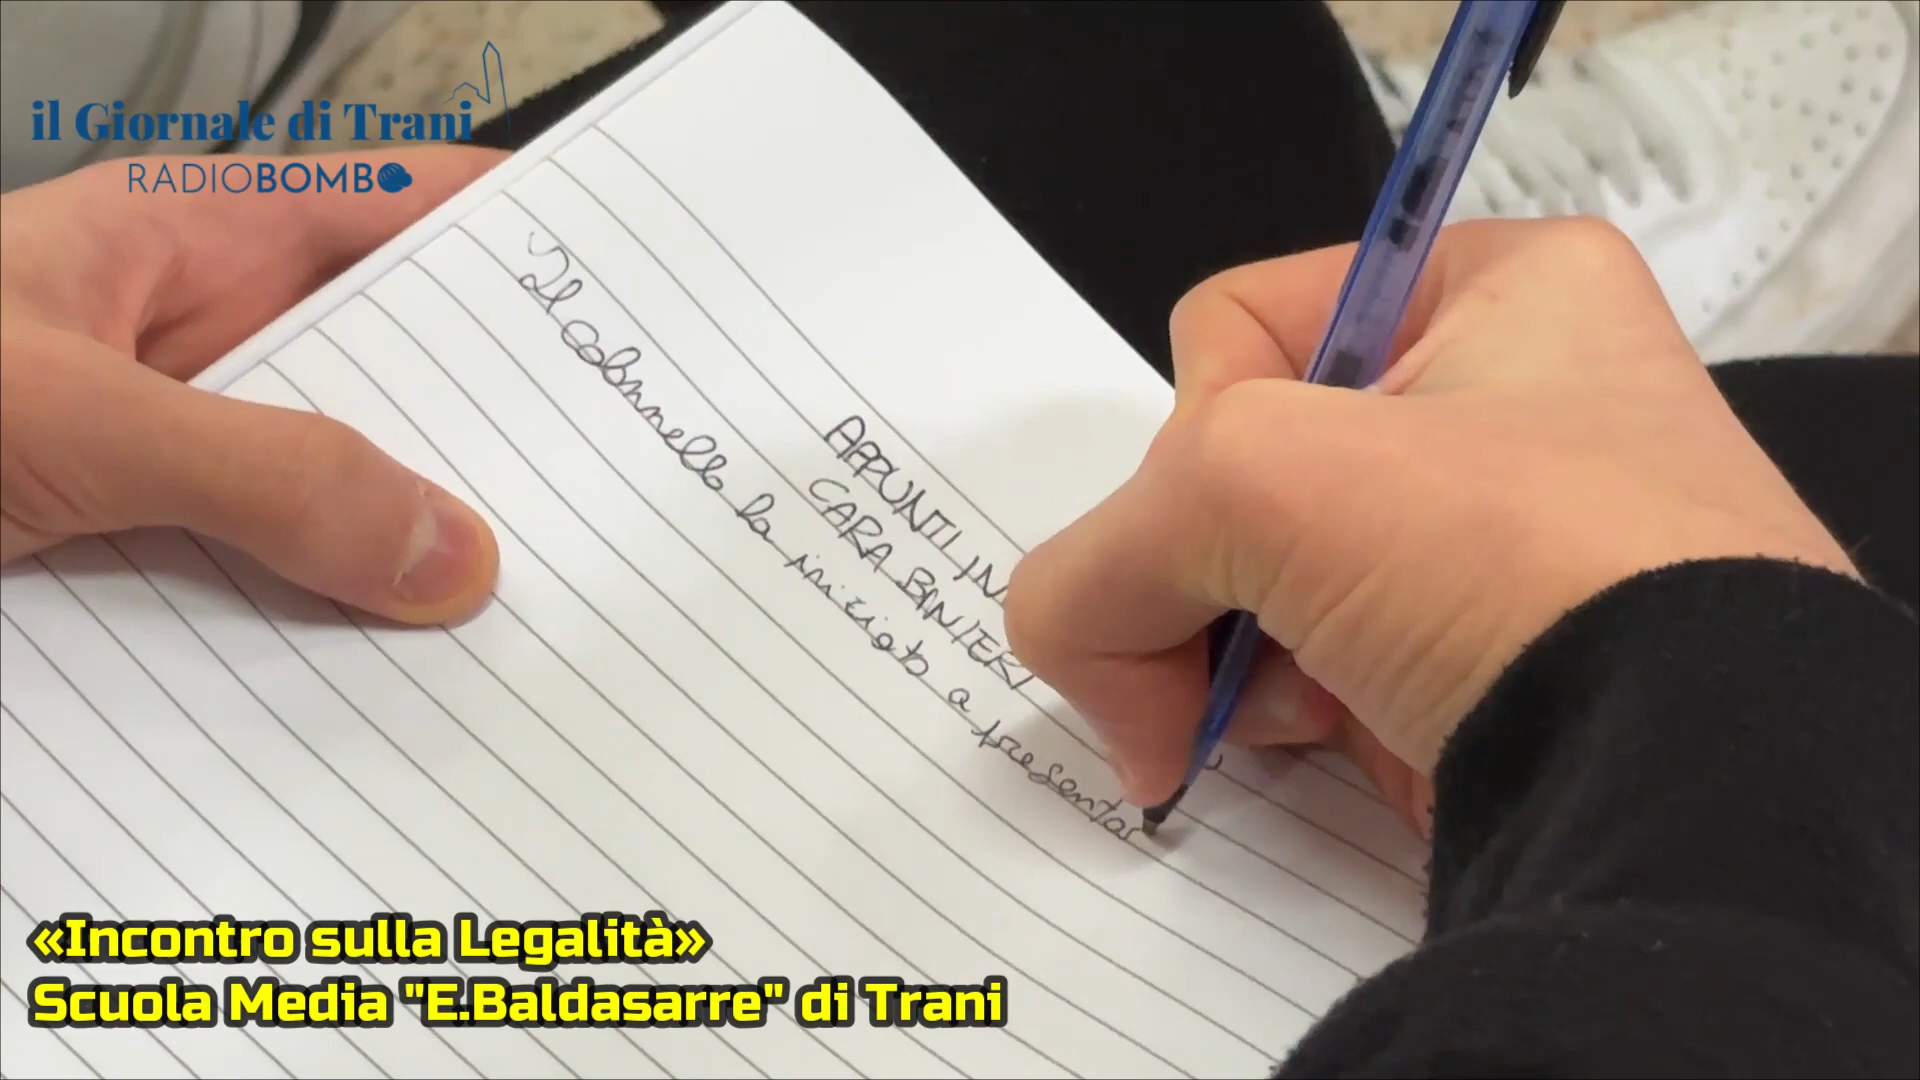 il Giornale di Trani
RADIOBOMBO
APPUNTI
CARABINIERI
Il colonnello ha iniziato a presentar
«Incontro sulla Legalità»
Scuola Media "E.Baldasarre" di Trani